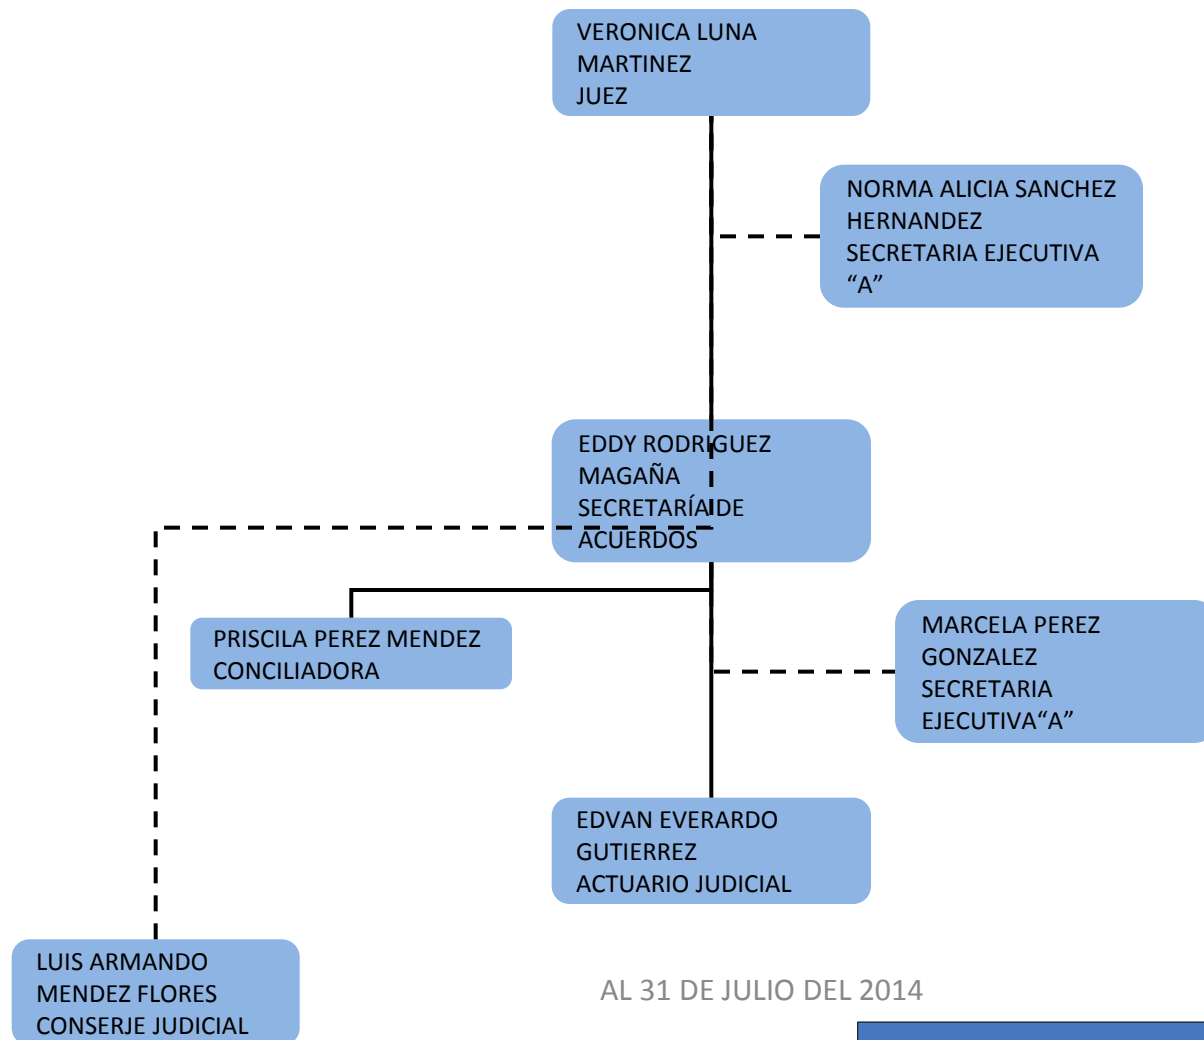 VERONICA LUNA
MARTINEZ
JUEZ
NORMA ALICIA SANCHEZ
HERNANDEZ
SECRETARIA EJECUTIVA
“A”
EDDY RODRIGUEZ
MAGAÑA
SECRETARÍA DE
ACUERDOS
PRISCILA PEREZ MENDEZ
CONCILIADORA
MARCELA PEREZ
GONZALEZ
SECRETARIA
EJECUTIVA“A”
EDVAN EVERARDO
GUTIERREZ
ACTUARIO JUDICIAL
LUIS ARMANDO
MENDEZ FLORES
CONSERJE JUDICIAL
AL 31 DE JULIO DEL 2014